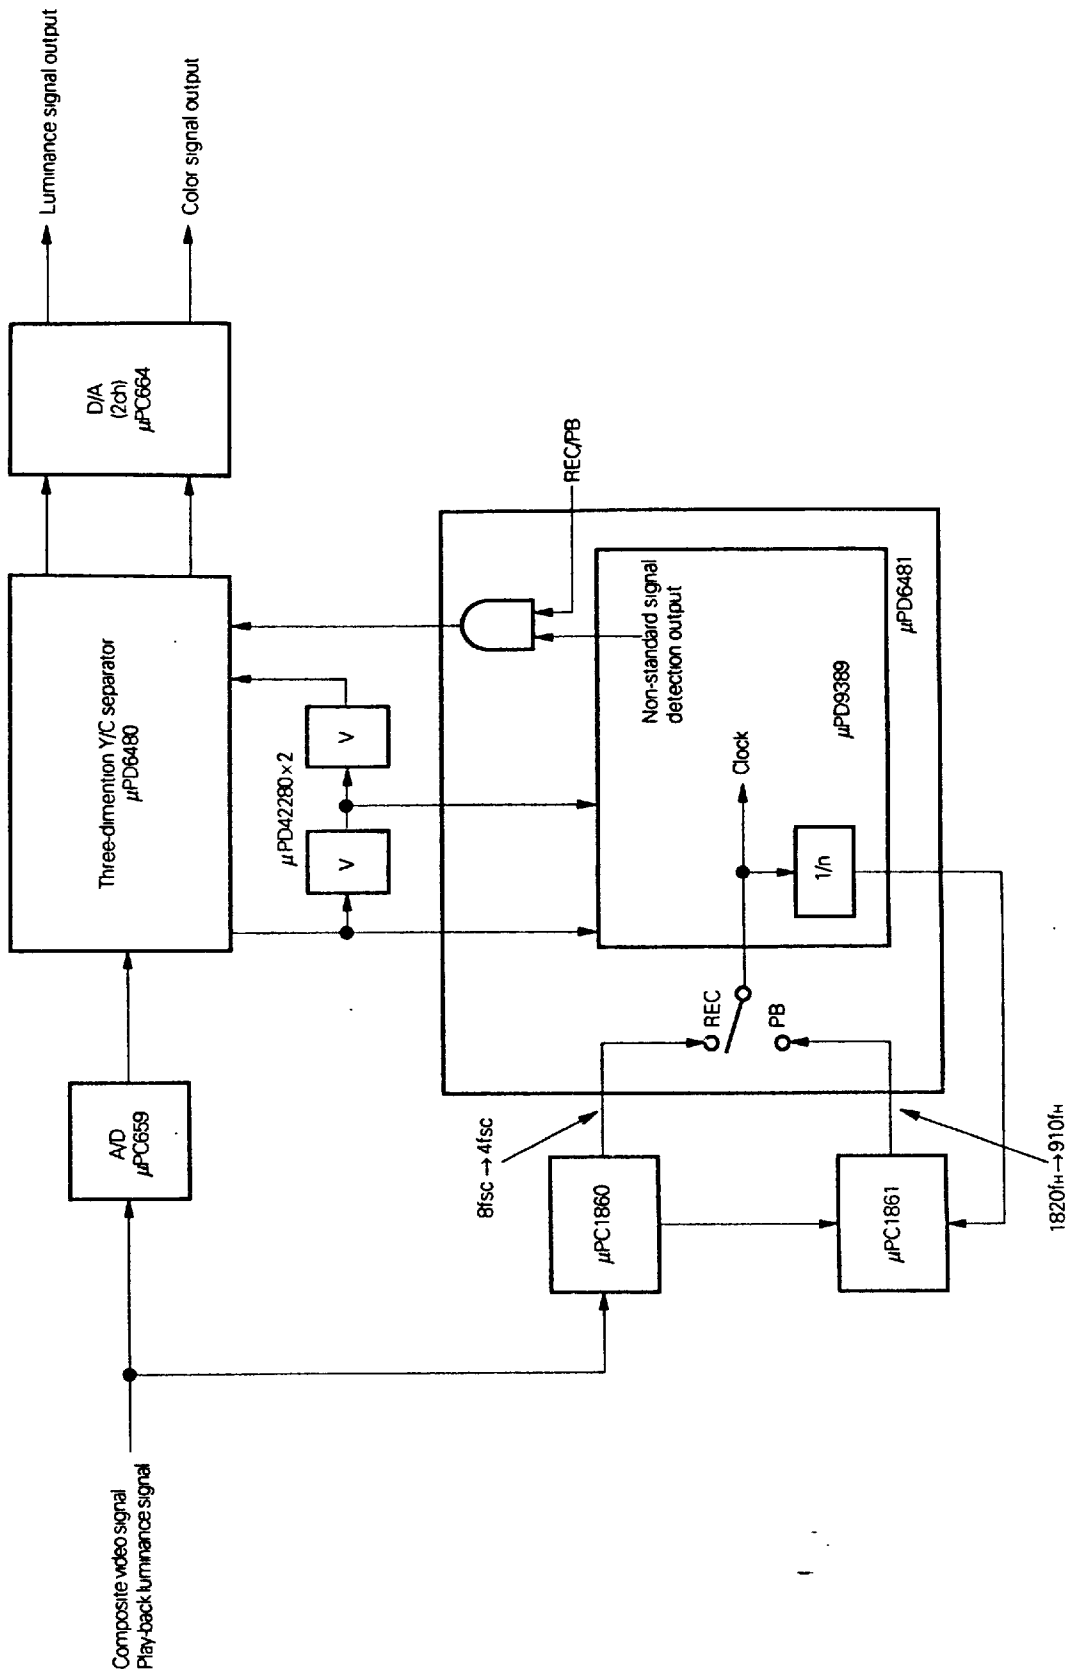 Composite video signal
Play-back luminance signal
A/D
μPC659
Three-dimention Y/C separator
μPD6480
D/A
(2ch)
μPC664
Luminance signal output
Color signal output
μPD42280×2
V
V
REC/PB
8fsc→4fsc
μPC1860
REC
PB
Clock
1/n
Non-standard signal
detection output
μPD9389
μPD6481
μPC1861
1820fH→910fH